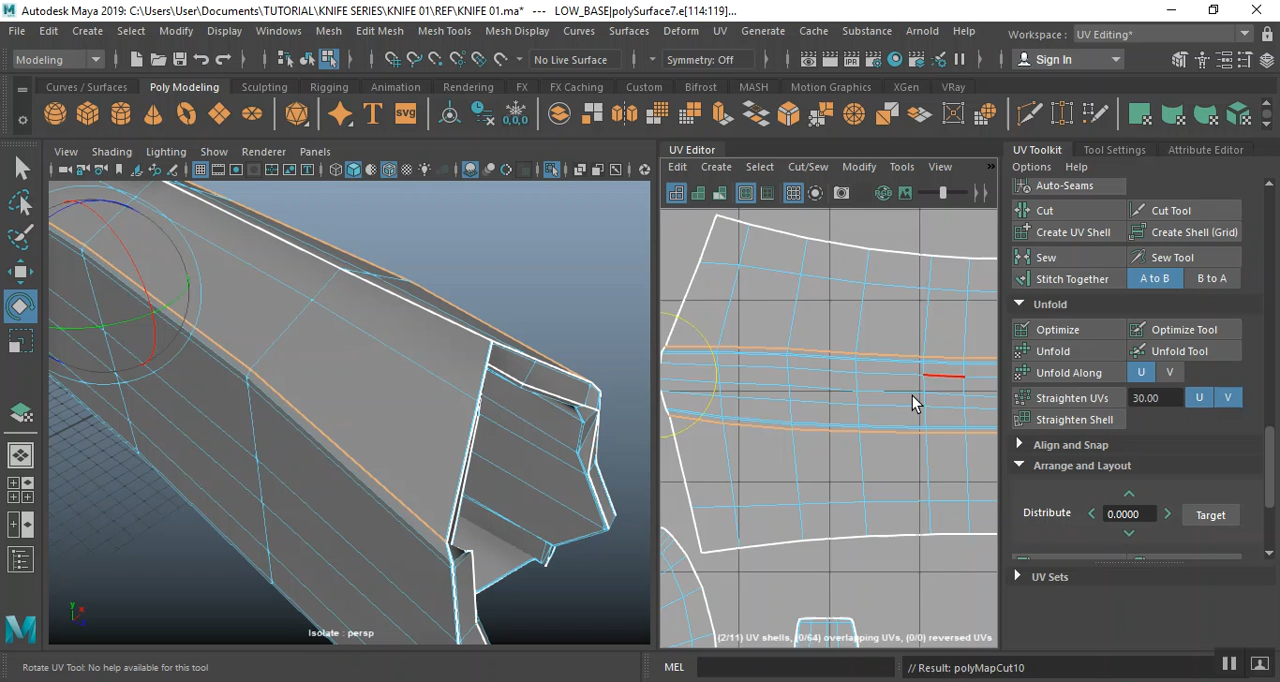 Autodesk Maya 2019: C:\Users\User\Documents\TUTORIAL\KNIFE SERIES\KNIFE 01\REF\KNIFE 01.ma* --- LOW_BASE|polySurface7.e[114:119]...
File Edit Create Select Modify Display Windows Mesh Edit Mesh Mesh Tools Mesh Display Curves Surfaces Deform UV Generate Cache Substance Arnold Help Workspace : UV Editing*
Modeling No Live Surface Symmetry: Off Sign In
Curves / Surfaces Poly Modeling Sculpting Rigging Animation Rendering FX FX Caching Custom Bifrost MASH Motion Graphics XGen Arnold VRay
SVG 0,0,0
View Shading Lighting Show Renderer Panels UV Editor UV Toolkit Tool Settings Attribute Editor
Edit Create Select Cut/Sew Modify Tools View » Options Help
Auto-Seams
Cut Cut Tool
Create UV Shell Create Shell (Grid)
Sew Sew Tool
Stitch Together A to B B to A
Unfold
Optimize Optimize Tool
Unfold Unfold Tool
Unfold Along U V
Straighten UVs 30.00 U V
Straighten Shell
Align and Snap
Arrange and Layout
Distribute 0.0000 Target
UV Sets
Isolate : persp
(2/11) UV shells, (0/64) overlapping UVs, (0/0) reversed UVs
Rotate UV Tool: No help available for this tool MEL // Result: polyMapCut10